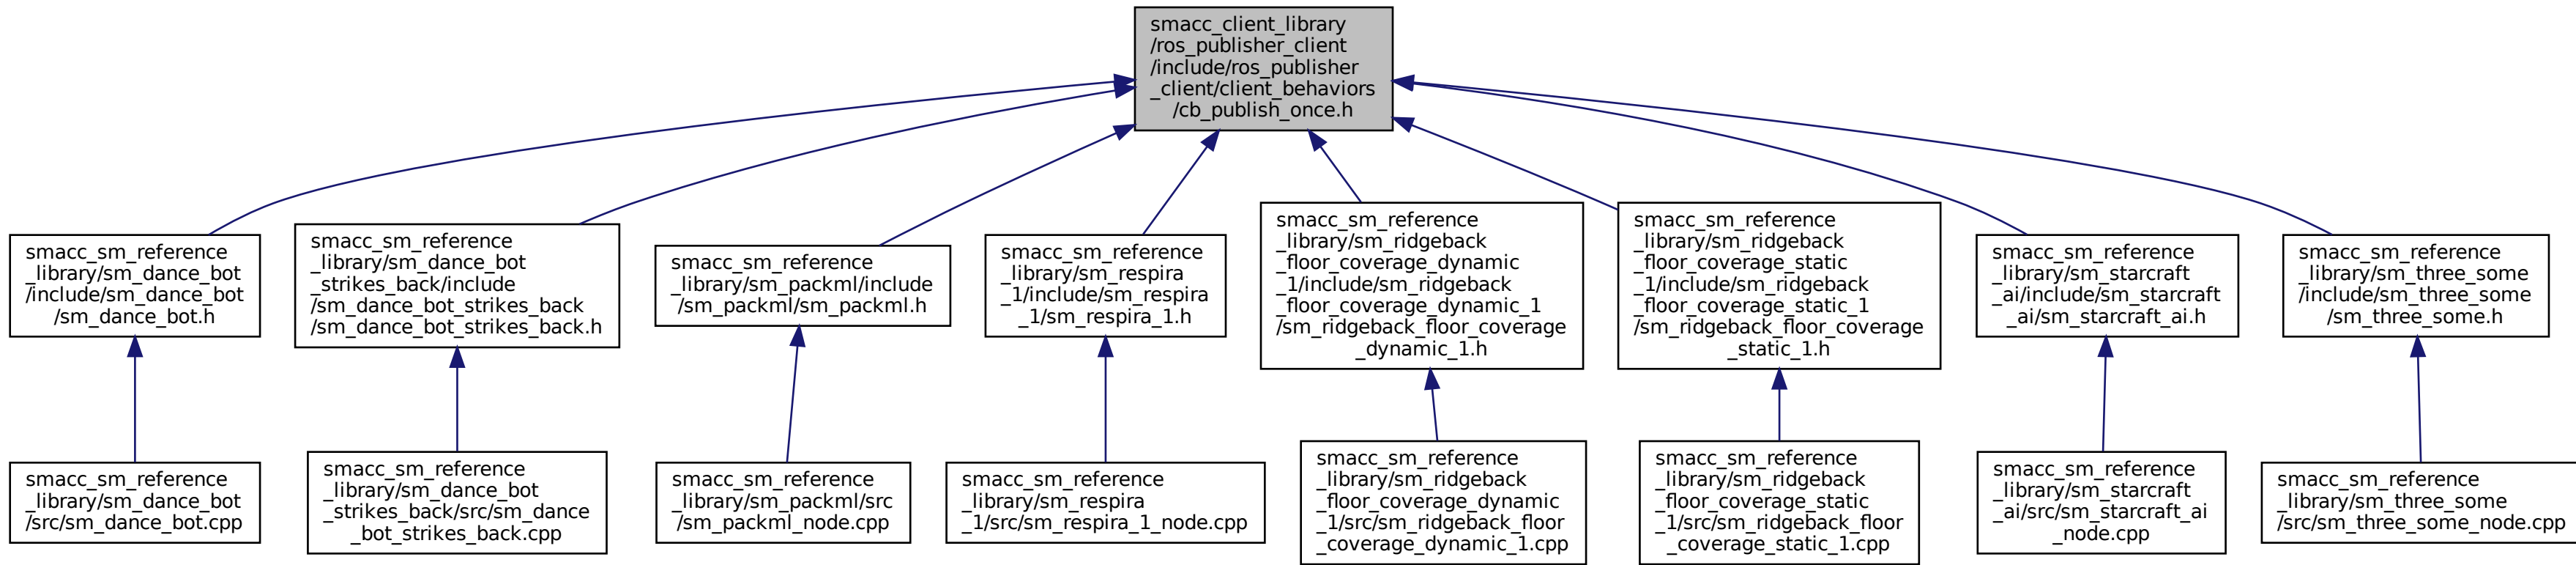 smacc_client_library
/ros_publisher_client
/include/ros_publisher
_client/client_behaviors
/cb_publish_once.h
smacc_sm_reference
_library/sm_dance_bot
/include/sm_dance_bot
/sm_dance_bot.h
smacc_sm_reference
_library/sm_dance_bot
_strikes_back/include
/sm_dance_bot_strikes_back
/sm_dance_bot_strikes_back.h
smacc_sm_reference
_library/sm_packml/include
/sm_packml/sm_packml.h
smacc_sm_reference
_library/sm_respira
_1/include/sm_respira
_1/sm_respira_1.h
smacc_sm_reference
_library/sm_ridgeback
_floor_coverage_dynamic
_1/include/sm_ridgeback
_floor_coverage_dynamic_1
/sm_ridgeback_floor_coverage
_dynamic_1.h
smacc_sm_reference
_library/sm_ridgeback
_floor_coverage_static
_1/include/sm_ridgeback
_floor_coverage_static_1
/sm_ridgeback_floor_coverage
_static_1.h
smacc_sm_reference
_library/sm_starcraft
_ai/include/sm_starcraft
_ai/sm_starcraft_ai.h
smacc_sm_reference
_library/sm_three_some
/include/sm_three_some
/sm_three_some.h
smacc_sm_reference
_library/sm_dance_bot
/src/sm_dance_bot.cpp
smacc_sm_reference
_library/sm_dance_bot
_strikes_back/src/sm_dance
_bot_strikes_back.cpp
smacc_sm_reference
_library/sm_packml/src
/sm_packml_node.cpp
smacc_sm_reference
_library/sm_respira
_1/src/sm_respira_1_node.cpp
smacc_sm_reference
_library/sm_ridgeback
_floor_coverage_dynamic
_1/src/sm_ridgeback_floor
_coverage_dynamic_1.cpp
smacc_sm_reference
_library/sm_ridgeback
_floor_coverage_static
_1/src/sm_ridgeback_floor
_coverage_static_1.cpp
smacc_sm_reference
_library/sm_starcraft
_ai/src/sm_starcraft_ai
_node.cpp
smacc_sm_reference
_library/sm_three_some
/src/sm_three_some_node.cpp